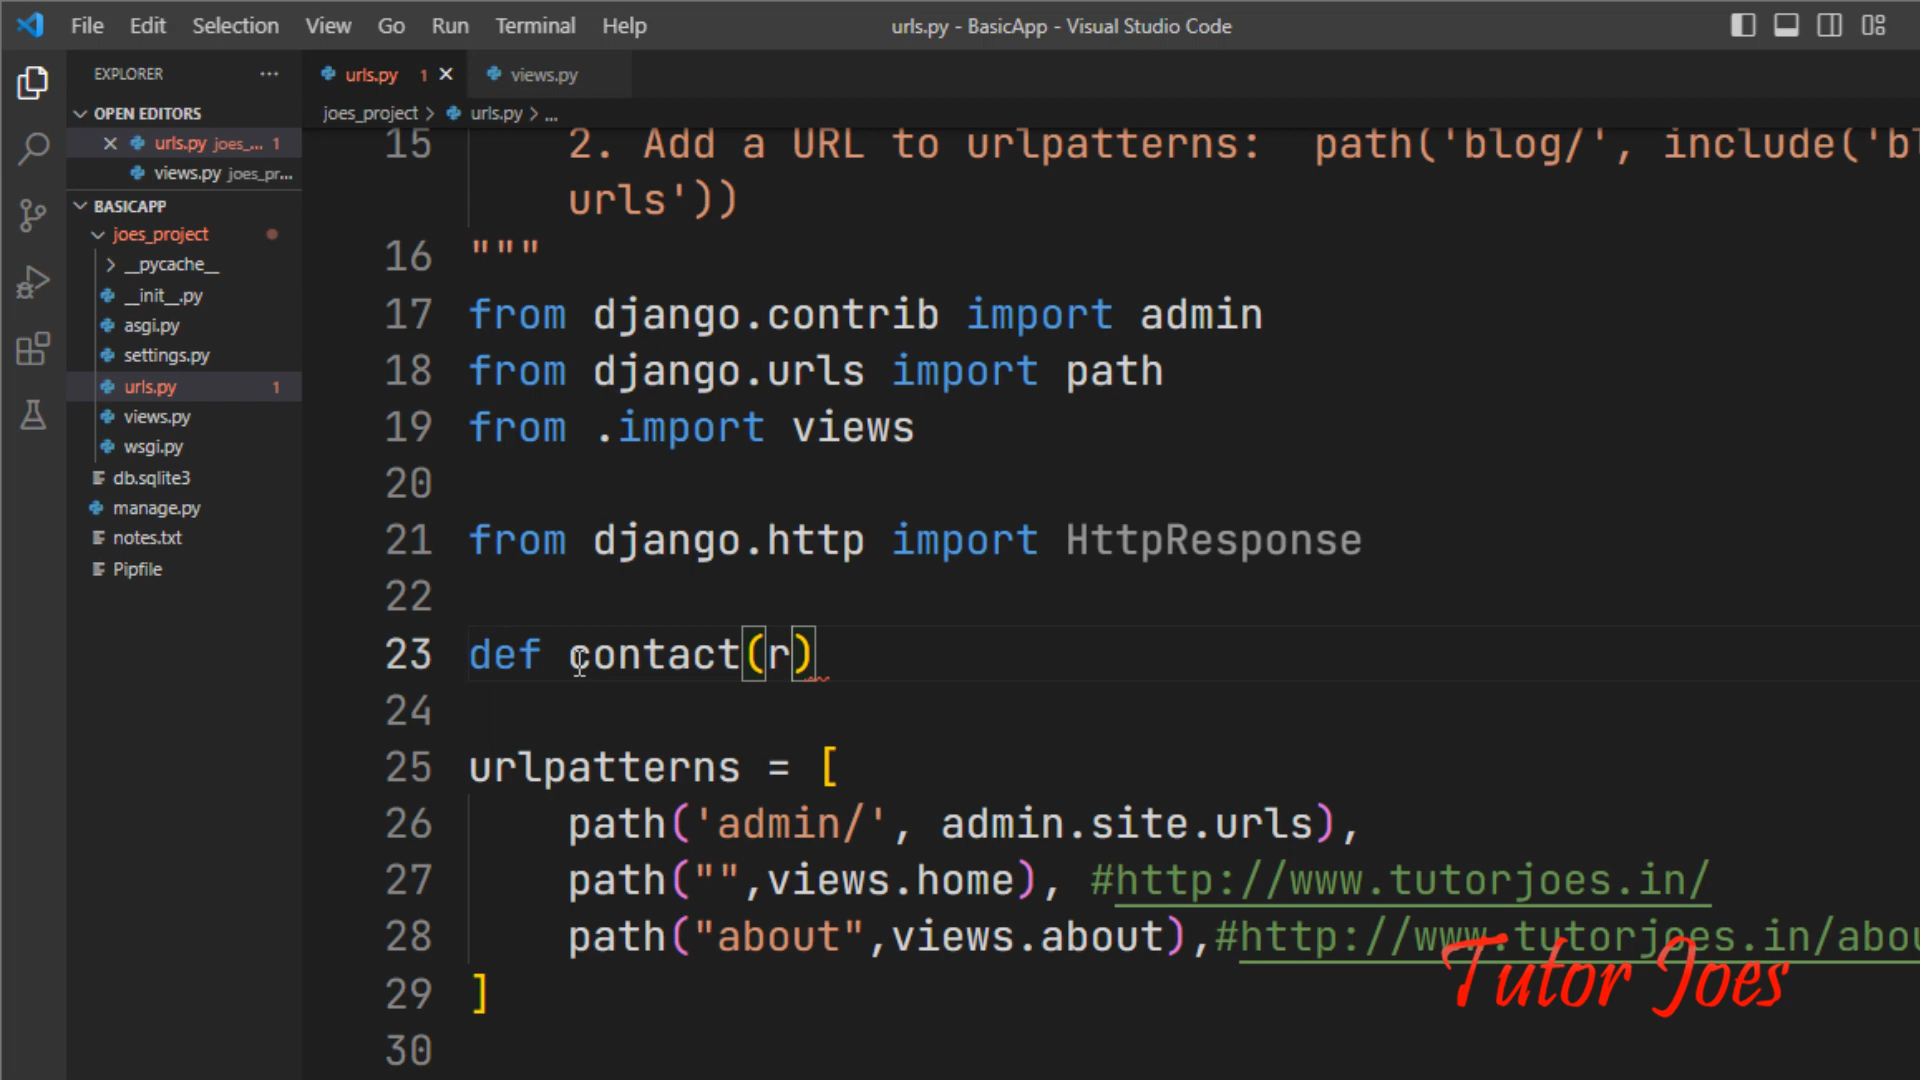 File Edit Selection View Go Run Terminal Help
urls.py - BasicApp - Visual Studio Code
EXPLORER ...
OPEN EDITORS
urls.py joes_... 1
views.py joes_pr...
BASICAPP
joes_project
__pycache__
__init__.py
asgi.py
settings.py
urls.py 1
views.py
wsgi.py
db.sqlite3
manage.py
notes.txt
Pipfile
urls.py 1
views.py
joes_project > urls.py > ...
15 2. Add a URL to urlpatterns:  path('blog/', include('bl
urls'))
16 """
17 from django.contrib import admin
18 from django.urls import path
19 from .import views
20
21 from django.http import HttpResponse
22
23 def contact(r)
24
25 urlpatterns = [
26 path('admin/', admin.site.urls),
27 path("",views.home), #http://www.tutorjoes.in/
28 path("about",views.about),#http://www.tutorjoes.in/abou
29 ]
30
Tutor Joes